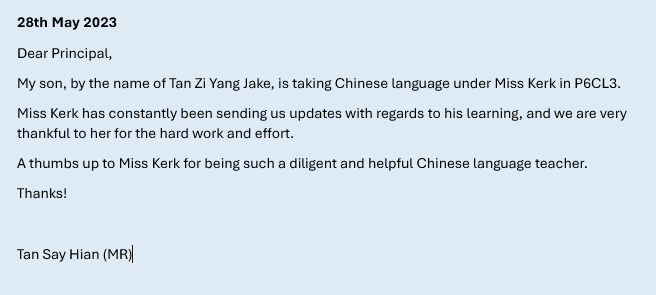 28th May 2023
Dear Principal,
My son, by the name of Tan Zi Yang Jake, is taking Chinese language under Miss Kerk in P6CL3.
Miss Kerk has constantly been sending us updates with regards to his learning, and we are very
thankful to her for the hard work and effort.
A thumbs up to Miss Kerk for being such a diligent and helpful Chinese language teacher.
Thanks!
Tan Say Hian (MR)